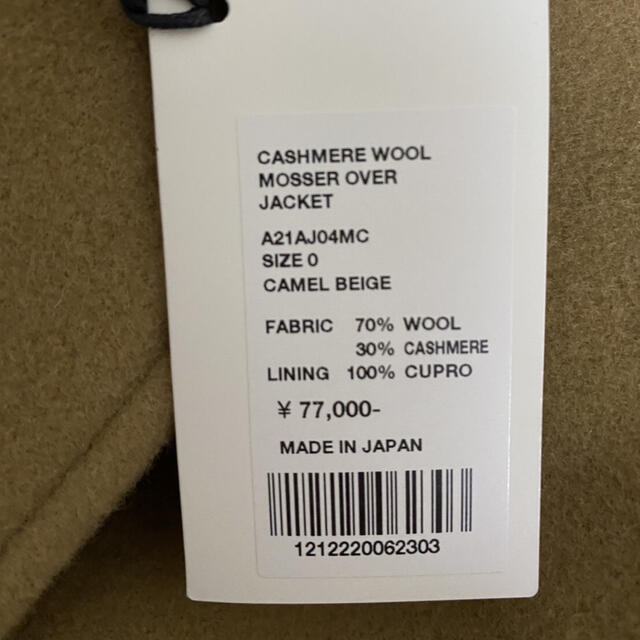 CASHMERE WOOL
MOSSER OVER
JACKET
A21AJ04MC
SIZE 0
CAMEL BEIGE
FABRIC 70% WOOL
30% CASHMERE
LINING 100% CUPRO
¥ 77,000-
MADE IN JAPAN
1212220062303